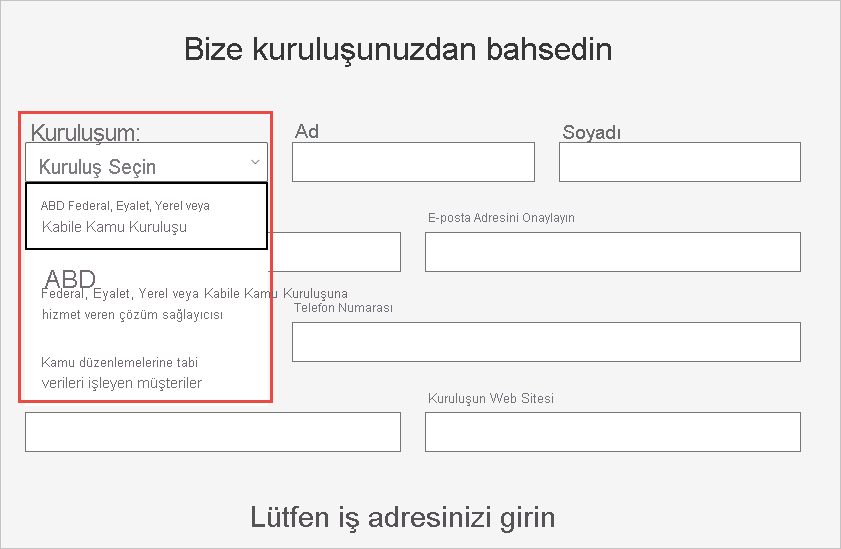 Bize kuruluşunuzdan bahsedin
Kuruluşum:
Ad
Soyadı
Kuruluş Seçin
ABD Federal, Eyalet, Yerel veya
Kabile Kamu Kuruluşu
E-posta Adresini Onaylayın
ABD
Federal, Eyalet, Yerel veya Kabile Kamu Kuruluşuna
hizmet veren çözüm sağlayıcısı
Telefon Numarası
Kamu düzenlemelerine tabi
verileri işleyen müşteriler
Kuruluşun Web Sitesi
Lütfen iş adresinizi girin